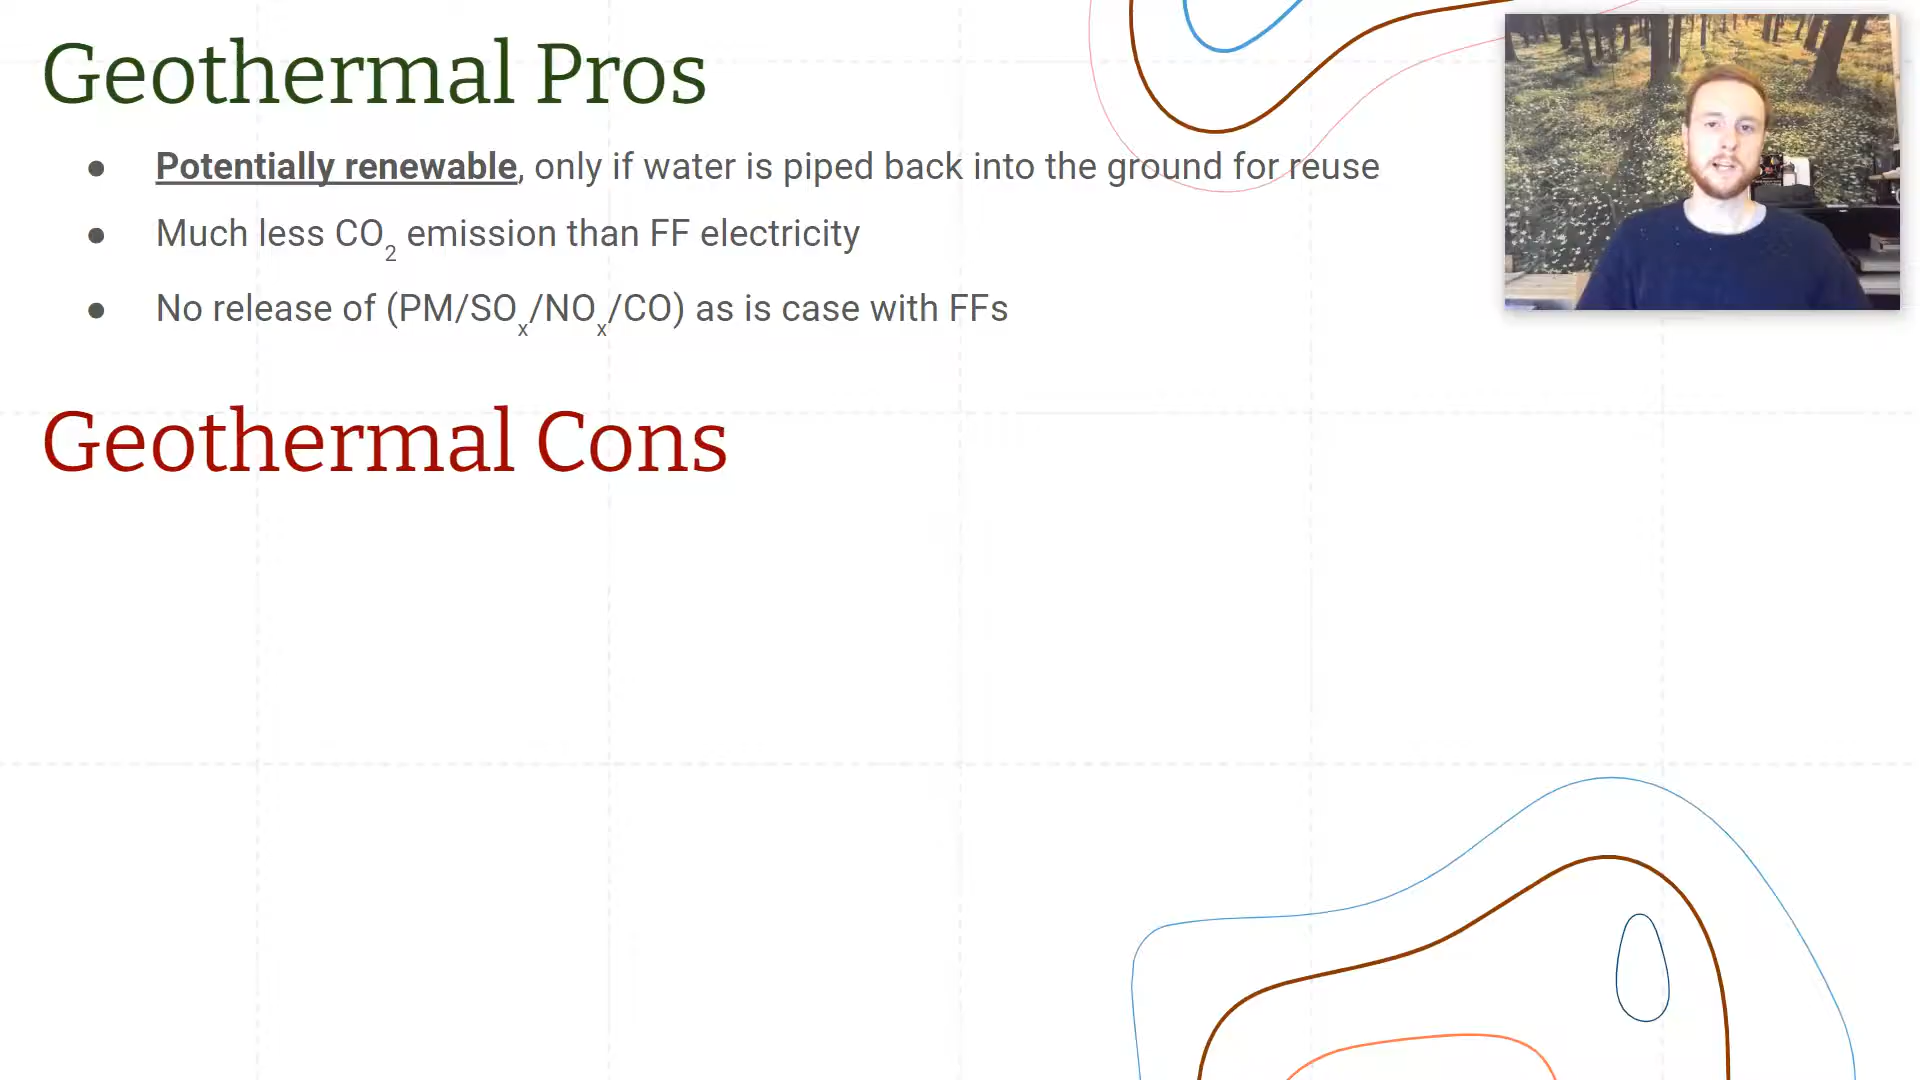 Geothermal Pros
● Potentially renewable, only if water is piped back into the ground for reuse
● Much less CO₂ emission than FF electricity
● No release of (PM/SOₓ/NOₓ/CO) as is case with FFs
Geothermal Cons